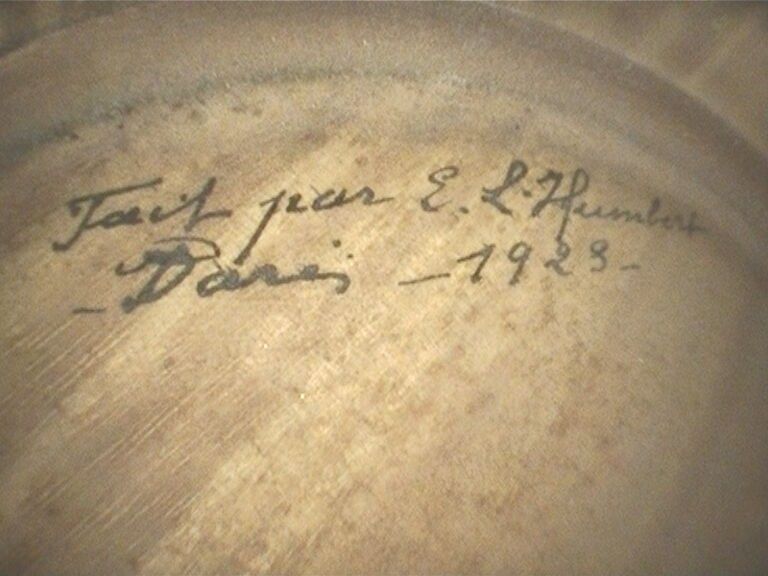 Fait par E. L'Humbert
- Paris - 1923 -